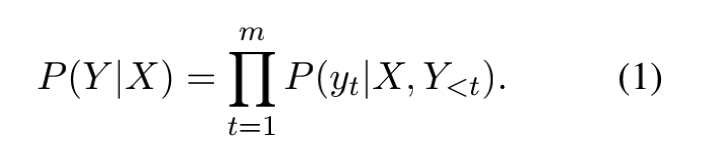 P(Y|X) = ∏_{t=1}^{m} P(y_t|X, Y_{<t}). (1)